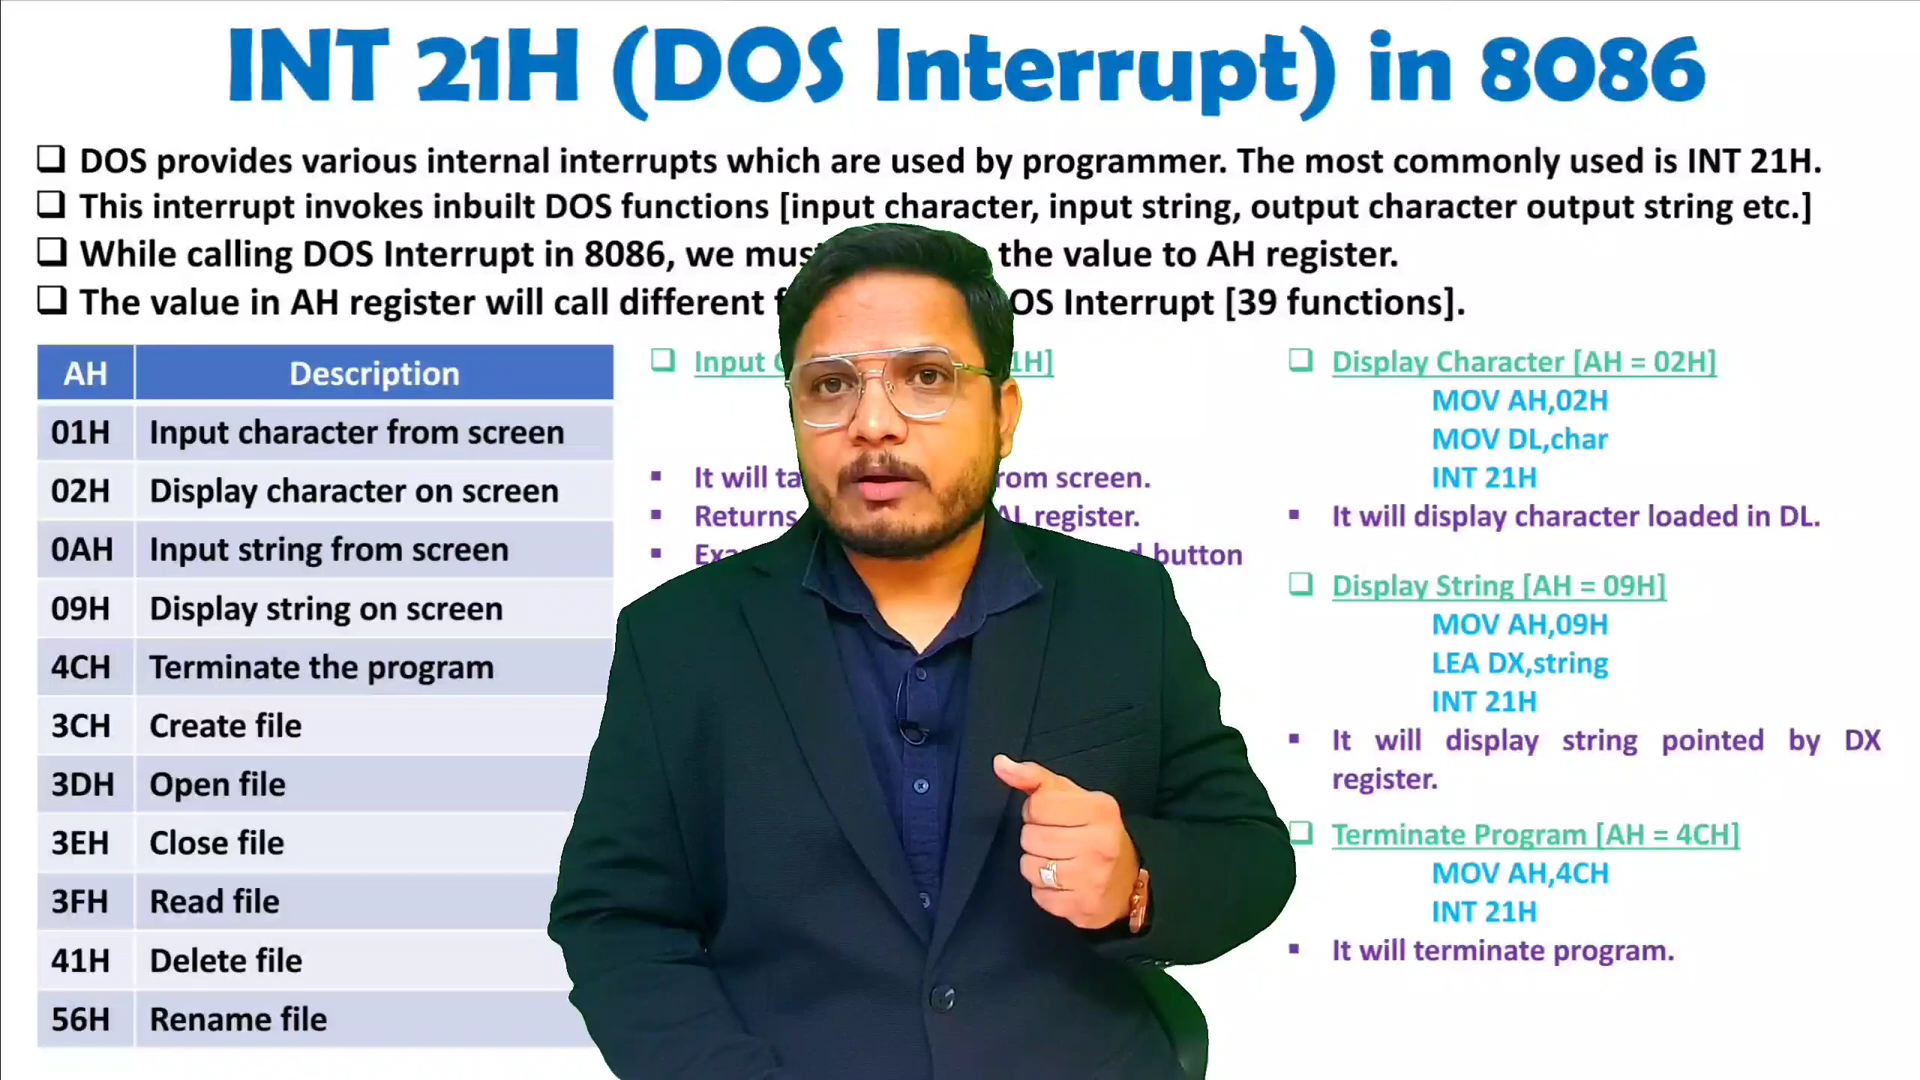 INT 21H (DOS Interrupt) in 8086
DOS provides various internal interrupts which are used by programmer. The most commonly used is INT 21H.
This interrupt invokes inbuilt DOS functions [input character, input string, output character output string etc.]
While calling DOS Interrupt in 8086, we the value to AH register.
The value in AH register will call different Interrupt [39 functions].
AH Description
01H Input character from screen
02H Display character on screen
0AH Input string from screen
09H Display string on screen
4CH Terminate the program
3CH Create file
3DH Open file
3EH Close file
3FH Read file
41H Delete file
56H Rename file
Input
It will from screen.
Returns AL register.
button
Display Character [AH = 02H]
MOV AH,02H
MOV DL,char
INT 21H
It will display character loaded in DL.
Display String [AH = 09H]
MOV AH,09H
LEA DX,string
INT 21H
It will display string pointed by DX
register.
Terminate Program [AH = 4CH]
MOV AH,4CH
INT 21H
It will terminate program.